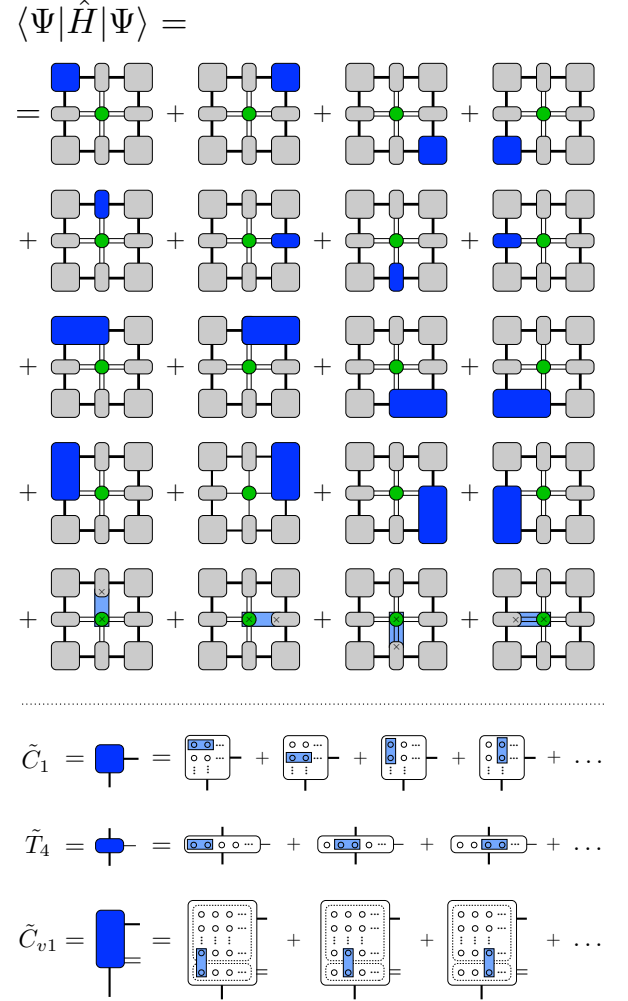 ⟨Ψ|Ĥ|Ψ⟩ =
= + + +
+ + + +
+ + + +
+ + + +
+ + + +
C̃₁ = = + + + + ...
T̃₄ = = + + + ...
C̃ᵥ₁ = = + + + ...